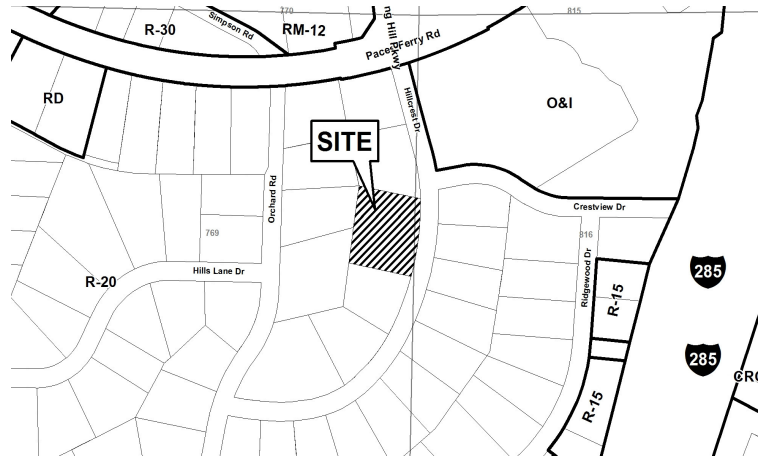 770
815
Simpson Rd
R-30
RM-12
ng Hill Pkwy
Paces Ferry Rd
RD
O&I
Hillcrest Dr
SITE
Orchard Rd
Crestview Dr
769
816
Hills Lane Dr
Ridgewood Dr
R-20
285
R-15
285
CRC
R-15